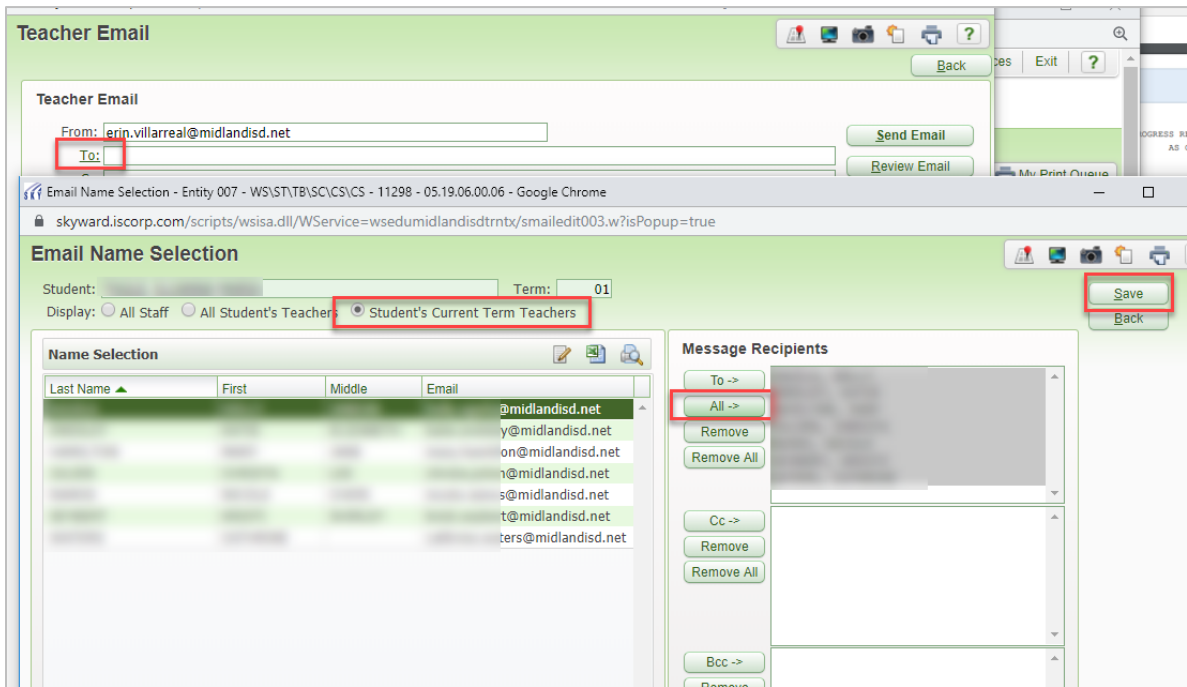 Teacher Email
?
Back
ces Exit ?
Teacher Email
OGRESS R
AS
From: erin.villarreal@midlandisd.net
Send Email
To:
Review Email
My Print Queue
Email Name Selection - Entity 007 - WS\ST\TB\SC\CS\CS - 11298 - 05.19.06.00.06 - Google Chrome
skyward.iscorp.com/scripts/wsisa.dll/WService=wsedumidlandisdtrntx/smailedit003.w?isPopup=true
Email Name Selection
Student: Term: 01
Save
Display: All Staff All Student's Teachers Student's Current Term Teachers
Back
Name Selection
Last Name First Middle Email
@midlandisd.net
y@midlandisd.net
on@midlandisd.net
@midlandisd.net
s@midlandisd.net
t@midlandisd.net
ters@midlandisd.net
Message Recipients
To ->
All ->
Remove
Remove All
Cc ->
Remove
Remove All
Bcc ->
Remove